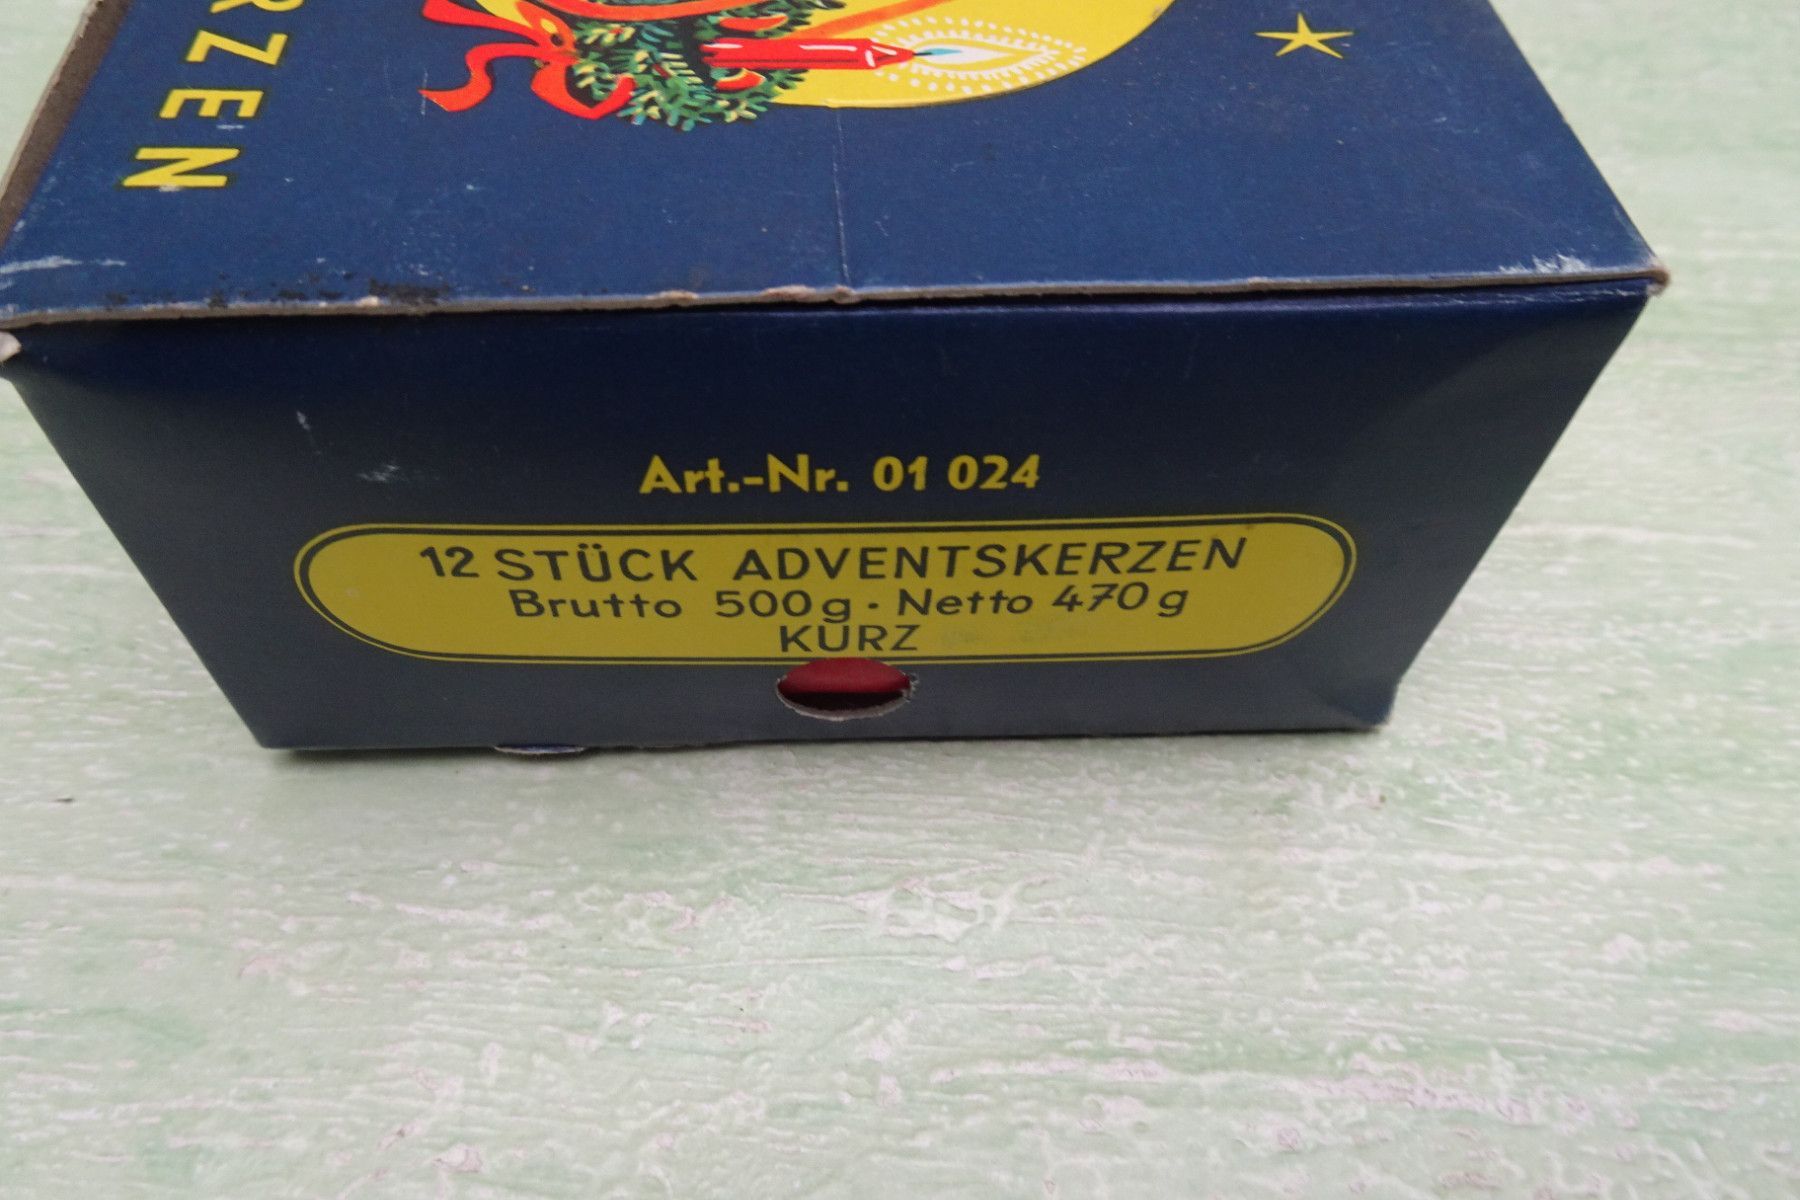 RZEN
Art.-Nr. 01 024
12 STÜCK ADVENTSKERZEN
Brutto 500g · Netto 470g
KURZ